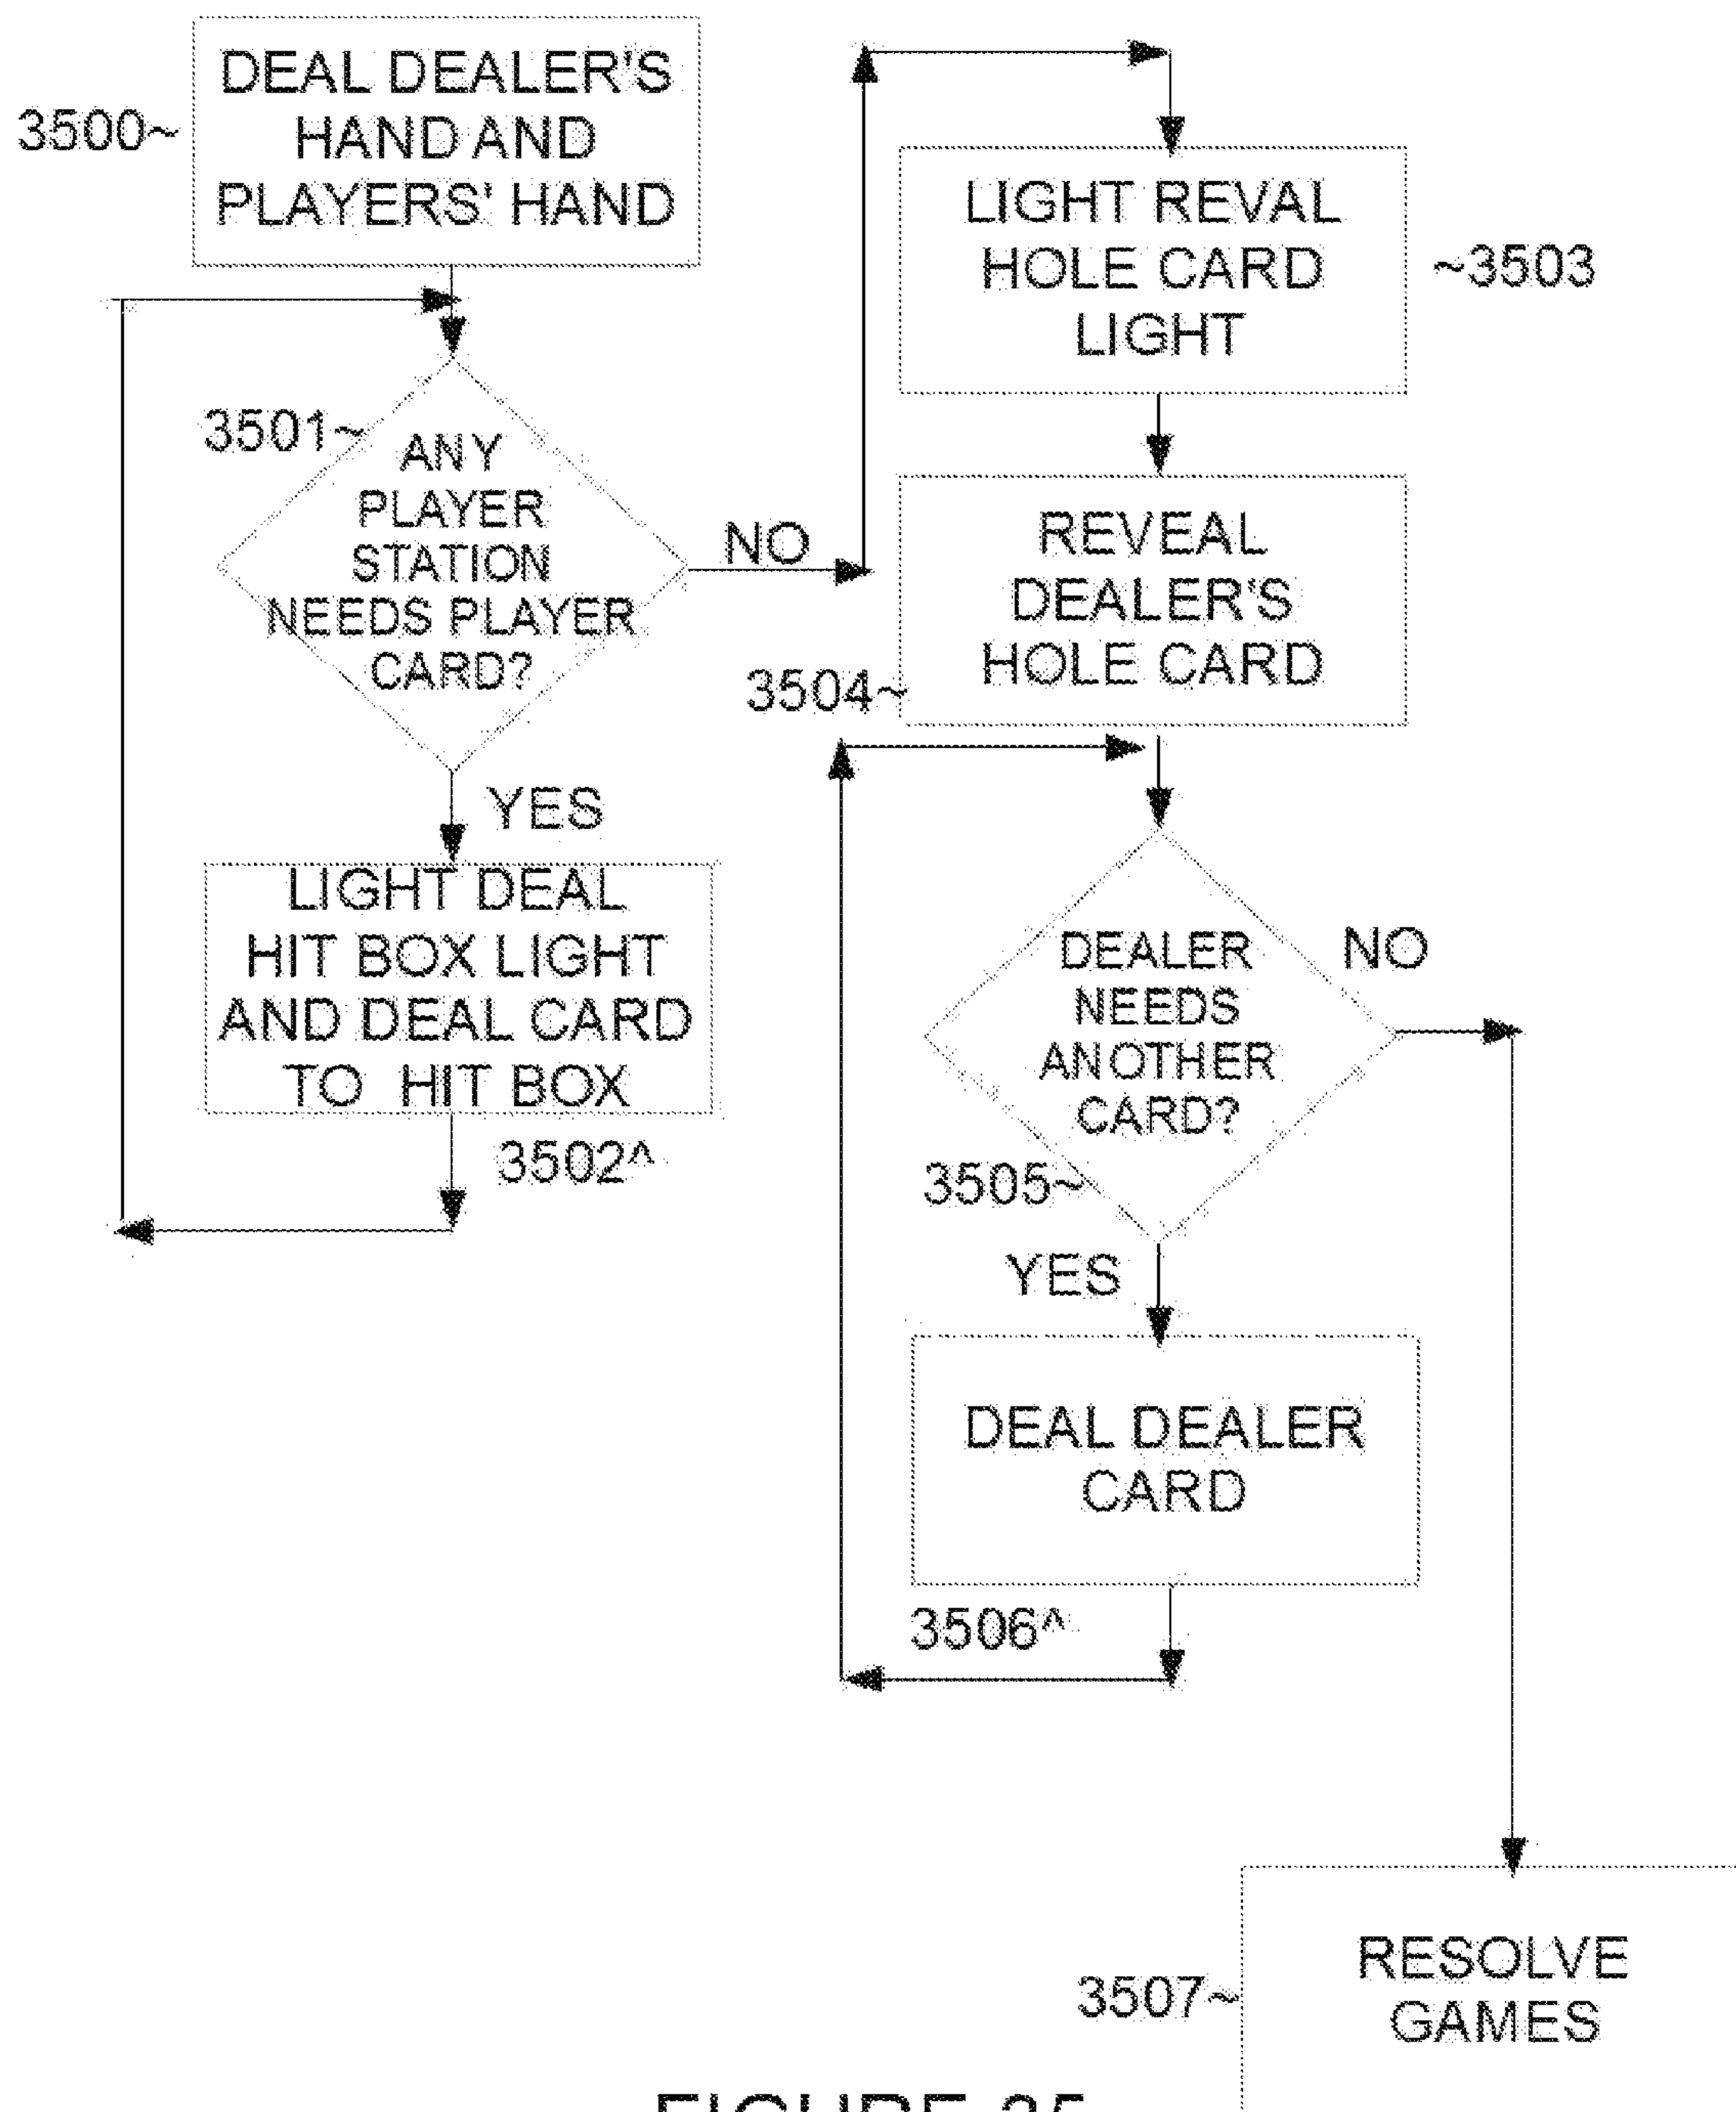 DEAL DEALER'S
HAND AND
PLAYERS' HAND
3500~
3501~
ANY
PLAYER
STATION
NEEDS PLAYER
CARD?
NO
YES
LIGHT DEAL
HIT BOX LIGHT
AND DEAL CARD
TO HIT BOX
3502^
LIGHT REVAL
HOLE CARD
LIGHT
~3503
REVEAL
DEALER'S
HOLE CARD
3504~
DEALER
NEEDS
ANOTHER
CARD?
NO
3505~
YES
DEAL DEALER
CARD
3506^
RESOLVE
GAMES
3507~
FIGURE 35